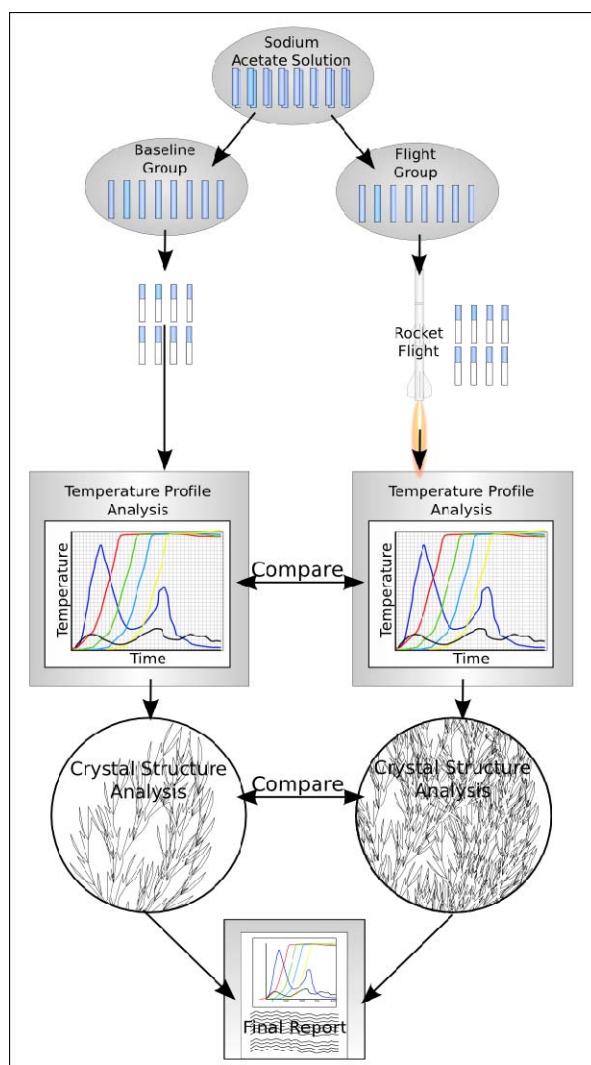 Sodium
Acetate Solution
Baseline
Group
Flight
Group
Rocket
Flight
Temperature Profile
Analysis
Temperature
Time
Compare
Temperature Profile
Analysis
Temperature
Time
Crystal Structure
Analysis
Compare
Crystal Structure
Analysis
Final Report